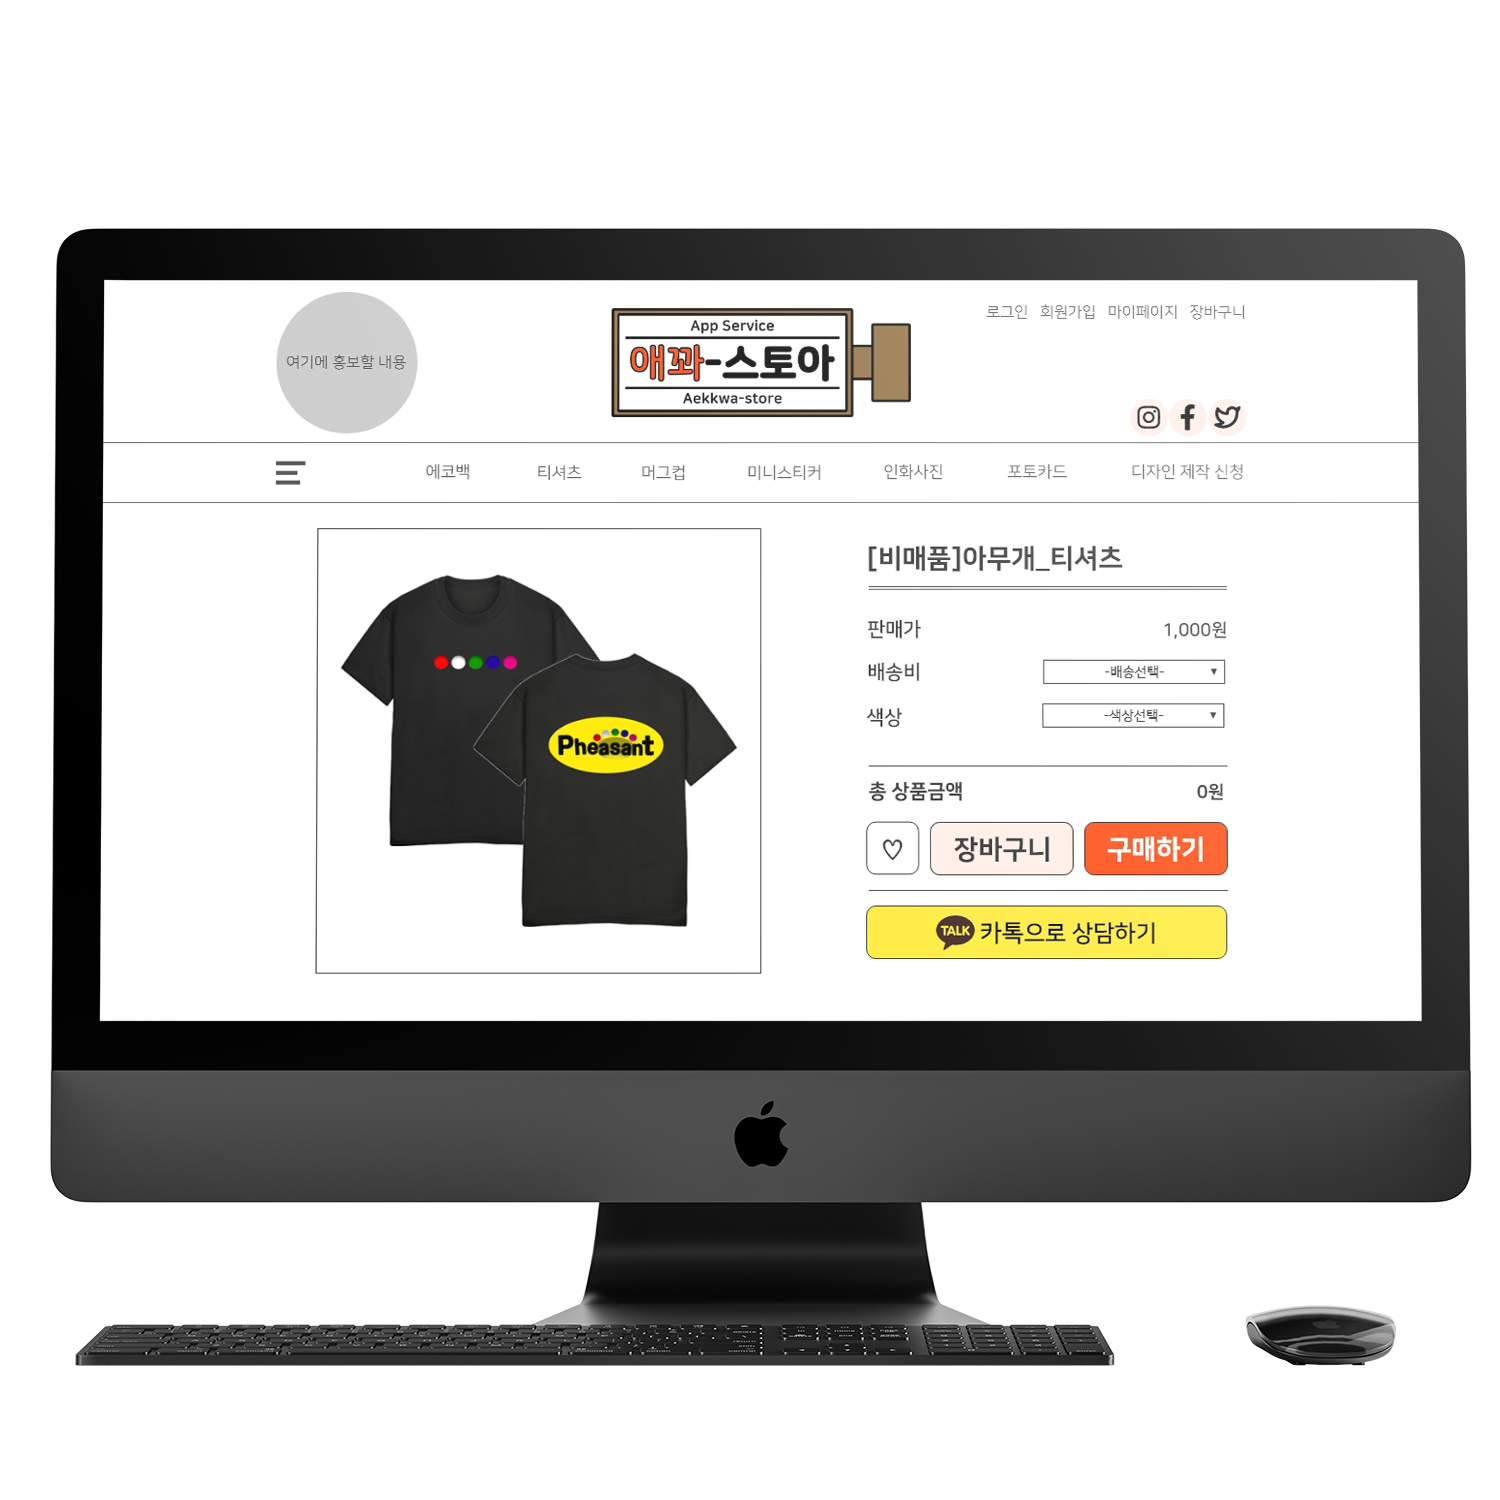 로그인 회원가입 마이페이지 장바구니
App Service
애꽈-스토아
Aekkwa-store
여기에 홍보할 내용
에코백 티셔츠 머그컵 미니스티커 인화사진 포토카드 디자인 제작 신청
[비매품]아무개_티셔츠
판매가 1,000원
배송비 -배송선택- ▼
색상 -색상선택- ▼
Pheasant
총 상품금액 0원
♡ 장바구니 구매하기
TALK 카톡으로 상담하기